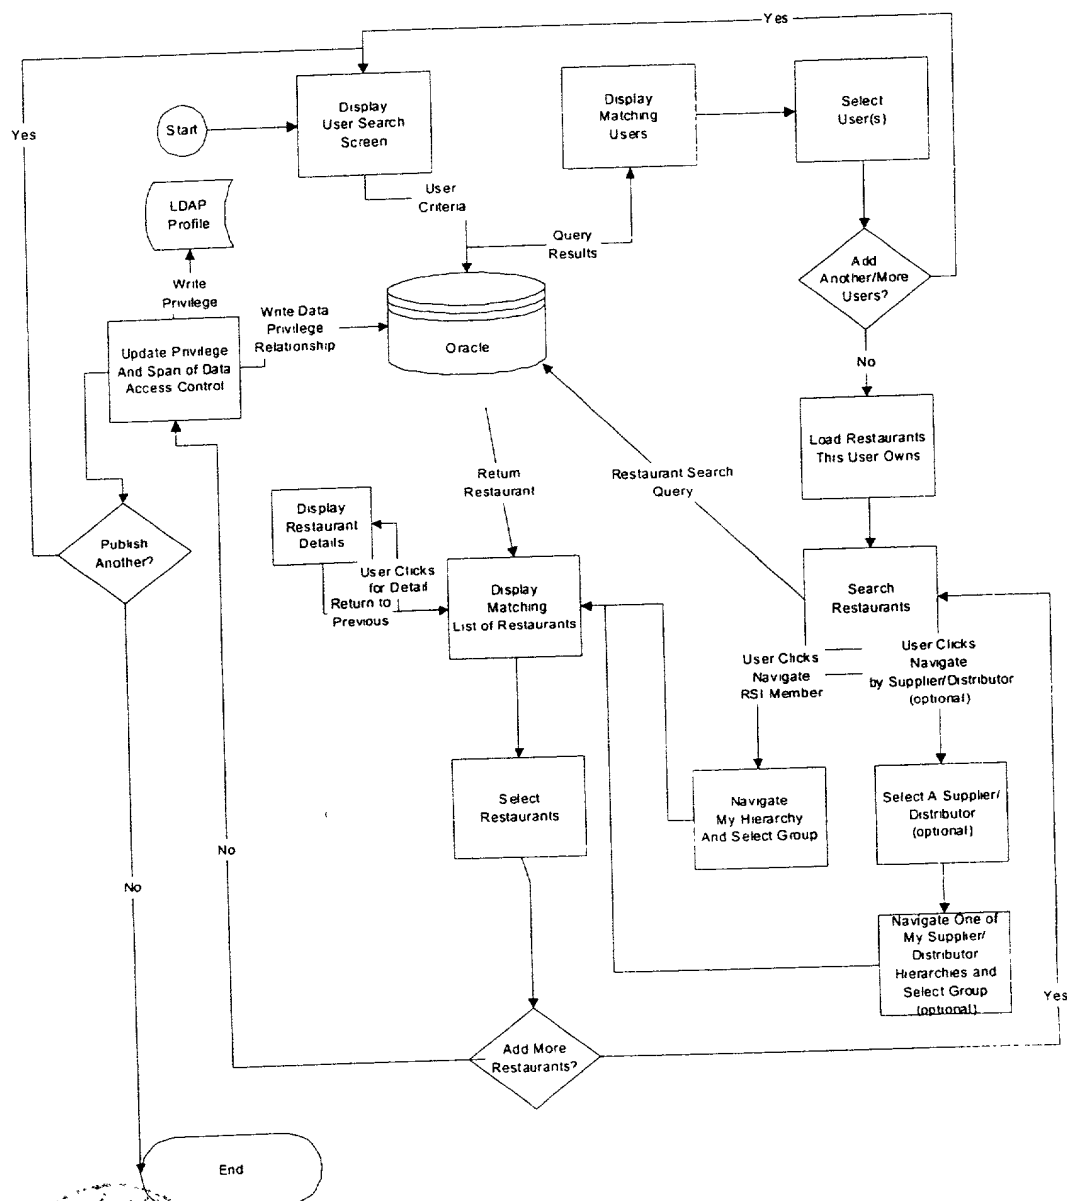 Yes
Yes
Start
Display
User Search
Screen
Display
Matching
Users
Select
User(s)
LDAP
Profile
User
Criteria
Query
Results
Add
Another/More
Users?
Write
Privilege
Write Data
Privilege
Relationship
Oracle
Update Privilege
And Span of Data
Access Control
No
Load Restaurants
This User Owns
Return
Restaurant
Restaurant Search
Query
Display
Restaurant
Details
Publish
Another?
User Clicks
for Detail
Return to
Previous
Display
Matching
List of Restaurants
Search
Restaurants
User Clicks
Navigate
RSI Member
User Clicks
Navigate
by Supplier/Distributor
(optional)
Select
Restaurants
Navigate
My Hierarchy
And Select Group
Select A Supplier/
Distributor
(optional)
No
No
Navigate One of
My Supplier/
Distributor
Hierarchies and
Select Group
(optional)
Yes
Add More
Restaurants?
End